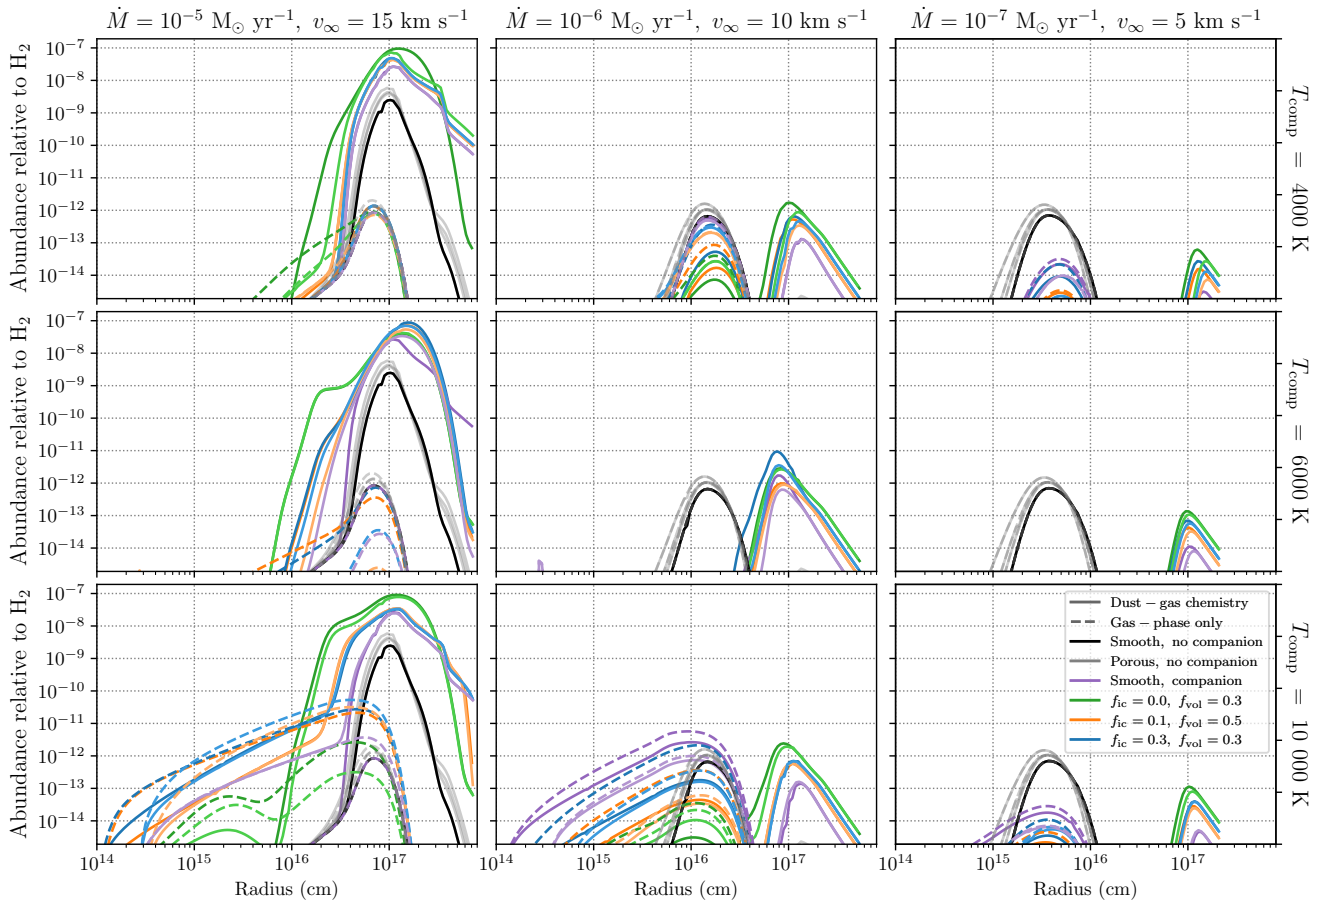 Ṁ = 10⁻⁵ M⊙ yr⁻¹, v∞ = 15 km s⁻¹
Ṁ = 10⁻⁶ M⊙ yr⁻¹, v∞ = 10 km s⁻¹
Ṁ = 10⁻⁷ M⊙ yr⁻¹, v∞ = 5 km s⁻¹
Abundance relative to H₂
10⁻⁷
10⁻⁸
10⁻⁹
10⁻¹⁰
10⁻¹¹
10⁻¹²
10⁻¹³
10⁻¹⁴
T_comp = 4000 K
Abundance relative to H₂
10⁻⁷
10⁻⁸
10⁻⁹
10⁻¹⁰
10⁻¹¹
10⁻¹²
10⁻¹³
10⁻¹⁴
T_comp = 6000 K
Abundance relative to H₂
10⁻⁷
10⁻⁸
10⁻⁹
10⁻¹⁰
10⁻¹¹
10⁻¹²
10⁻¹³
10⁻¹⁴
Dust − gas chemistry
Gas − phase only
Smooth, no companion
Porous, no companion
Smooth, companion
f_ic = 0.0, f_vol = 0.3
f_ic = 0.1, f_vol = 0.5
f_ic = 0.3, f_vol = 0.3
T_comp = 10 000 K
10¹⁴ 10¹⁵ 10¹⁶ 10¹⁷
10¹⁴ 10¹⁵ 10¹⁶ 10¹⁷
10¹⁴ 10¹⁵ 10¹⁶ 10¹⁷
Radius (cm)
Radius (cm)
Radius (cm)